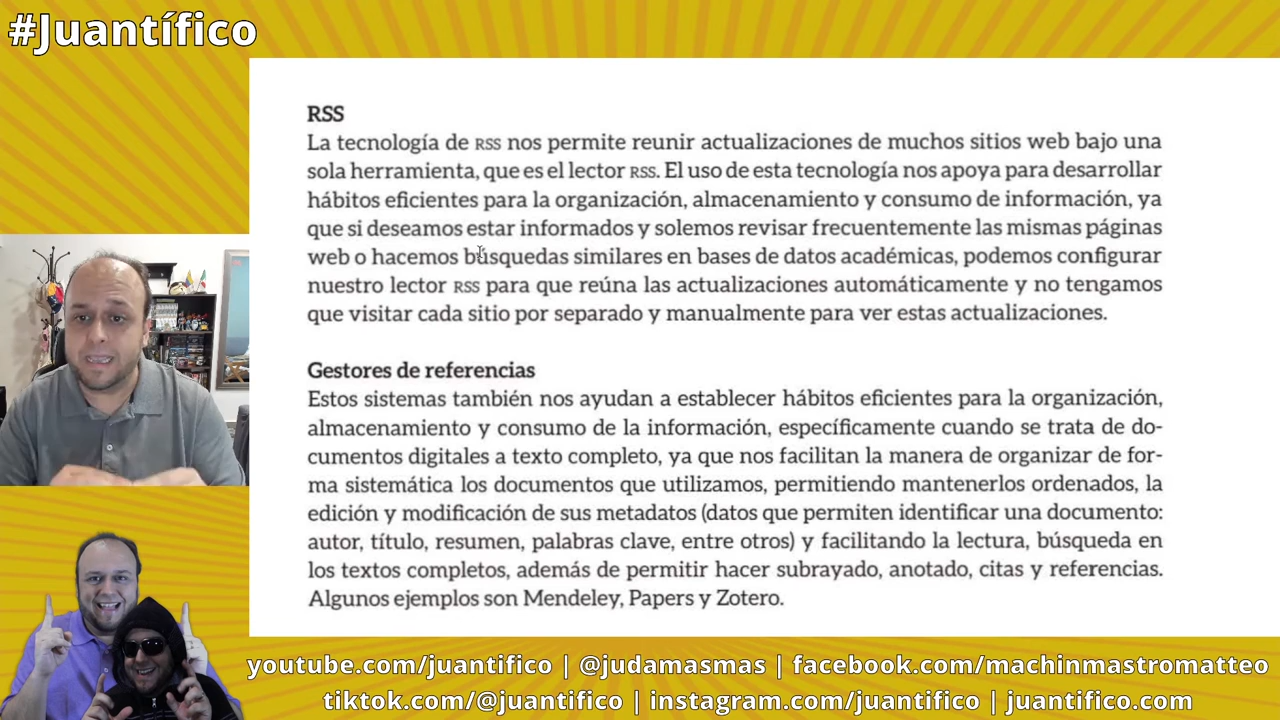 #Juantífico
RSS
La tecnología de RSS nos permite reunir actualizaciones de muchos sitios web bajo una
sola herramienta, que es el lector RSS. El uso de esta tecnología nos apoya para desarrollar
hábitos eficientes para la organización, almacenamiento y consumo de información, ya
que si deseamos estar informados y solemos revisar frecuentemente las mismas páginas
web o hacemos búsquedas similares en bases de datos académicas, podemos configurar
nuestro lector RSS para que reúna las actualizaciones automáticamente y no tengamos
que visitar cada sitio por separado y manualmente para ver estas actualizaciones.
Gestores de referencias
Estos sistemas también nos ayudan a establecer hábitos eficientes para la organización,
almacenamiento y consumo de la información, específicamente cuando se trata de do-
cumentos digitales a texto completo, ya que nos facilitan la manera de organizar de for-
ma sistemática los documentos que utilizamos, permitiendo mantenerlos ordenados, la
edición y modificación de sus metadatos (datos que permiten identificar una documento:
autor, título, resumen, palabras clave, entre otros) y facilitando la lectura, búsqueda en
los textos completos, además de permitir hacer subrayado, anotado, citas y referencias.
Algunos ejemplos son Mendeley, Papers y Zotero.
youtube.com/juantifico | @judamasmas | facebook.com/machinmastromatteo
tiktok.com/@juantifico | instagram.com/juantifico | juantifico.com